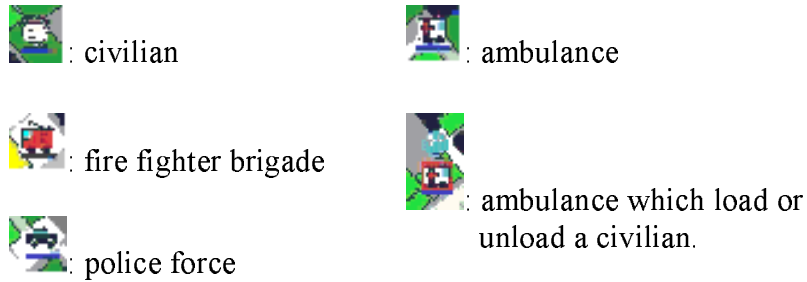 : civilian
: fire fighter brigade
: police force
: ambulance
: ambulance which load or
unload a civilian.